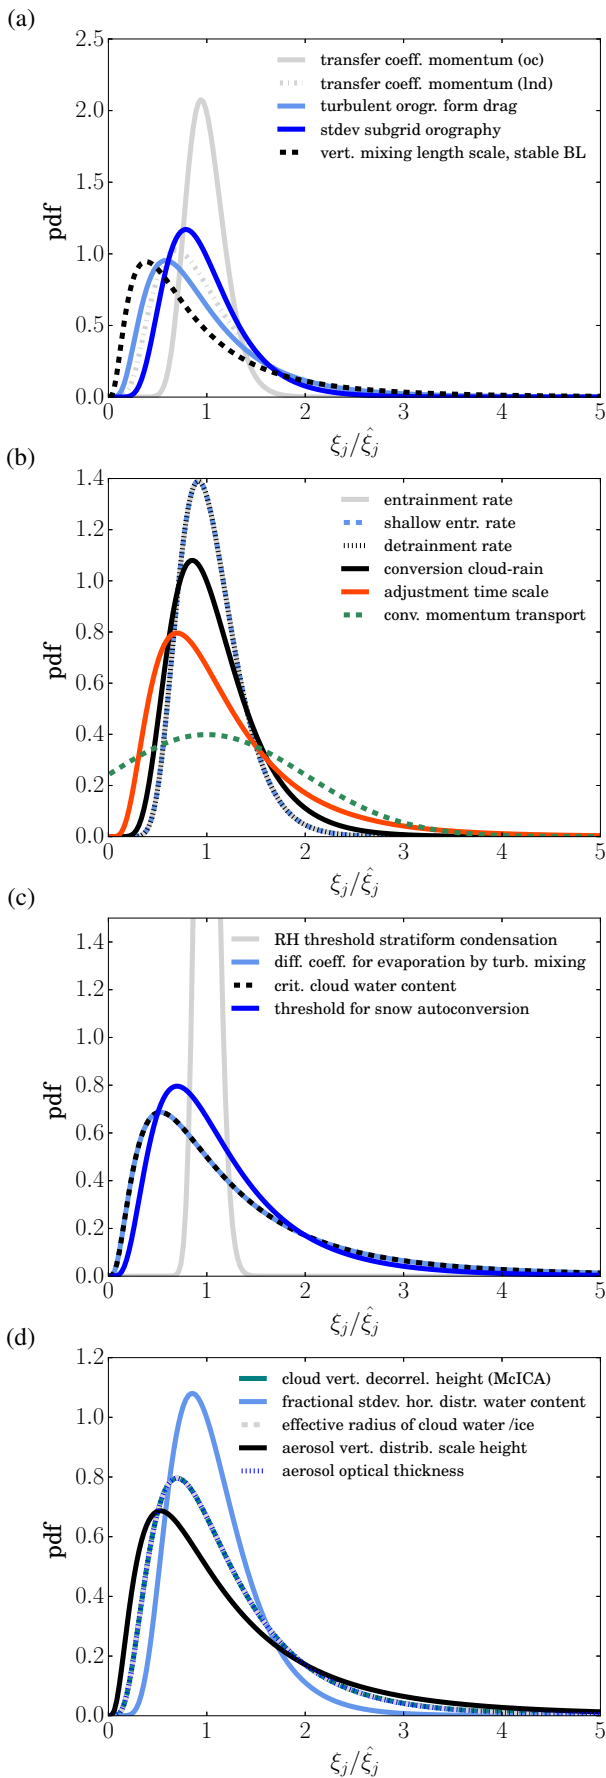 (a)
2.5
2.0
1.5
1.0
0.5
0.0
pdf
transfer coeff. momentum (oc)
transfer coeff. momentum (lnd)
turbulent orogr. form drag
stdev subgrid orography
vert. mixing length scale, stable BL
0 1 2 3 4 5
ξ_j/ξ̂_j
(b)
1.4
1.2
1.0
0.8
0.6
0.4
0.2
0.0
pdf
entrainment rate
shallow entr. rate
detrainment rate
conversion cloud-rain
adjustment time scale
conv. momentum transport
0 1 2 3 4 5
ξ_j/ξ̂_j
(c)
1.4
1.2
1.0
0.8
0.6
0.4
0.2
0.0
pdf
RH threshold stratiform condensation
diff. coeff. for evaporation by turb. mixing
crit. cloud water content
threshold for snow autoconversion
0 1 2 3 4 5
ξ_j/ξ̂_j
(d)
1.2
1.0
0.8
0.6
0.4
0.2
0.0
pdf
cloud vert. decorrel. height (McICA)
fractional stdev. hor. distr. water content
effective radius of cloud water /ice
aerosol vert. distrib. scale height
aerosol optical thickness
0 1 2 3 4 5
ξ_j/ξ̂_j